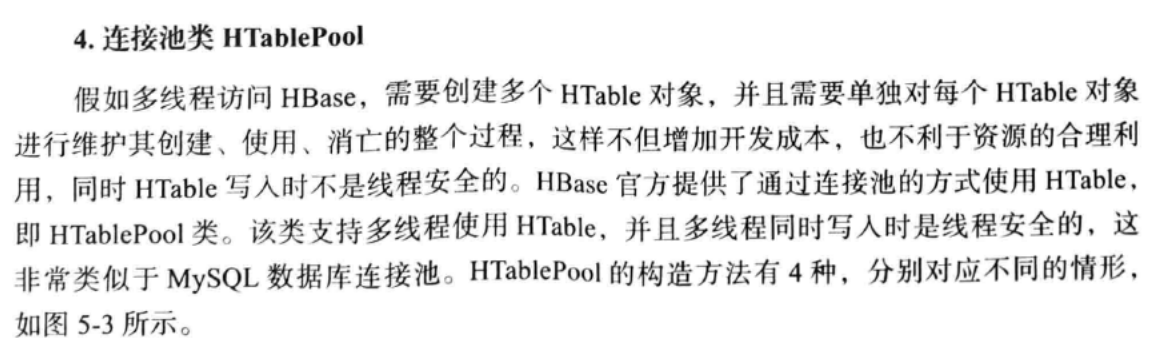 4. 连接池类 HTablePool
假如多线程访问 HBase，需要创建多个 HTable 对象，并且需要单独对每个 HTable 对象
进行维护其创建、使用、消亡的整个过程，这样不但增加开发成本，也不利于资源的合理利
用，同时 HTable 写入时不是线程安全的。HBase 官方提供了通过连接池的方式使用 HTable，
即 HTablePool 类。该类支持多线程使用 HTable，并且多线程同时写入时是线程安全的，这
非常类似于 MySQL 数据库连接池。HTablePool 的构造方法有 4 种，分别对应不同的情形，
如图 5-3 所示。